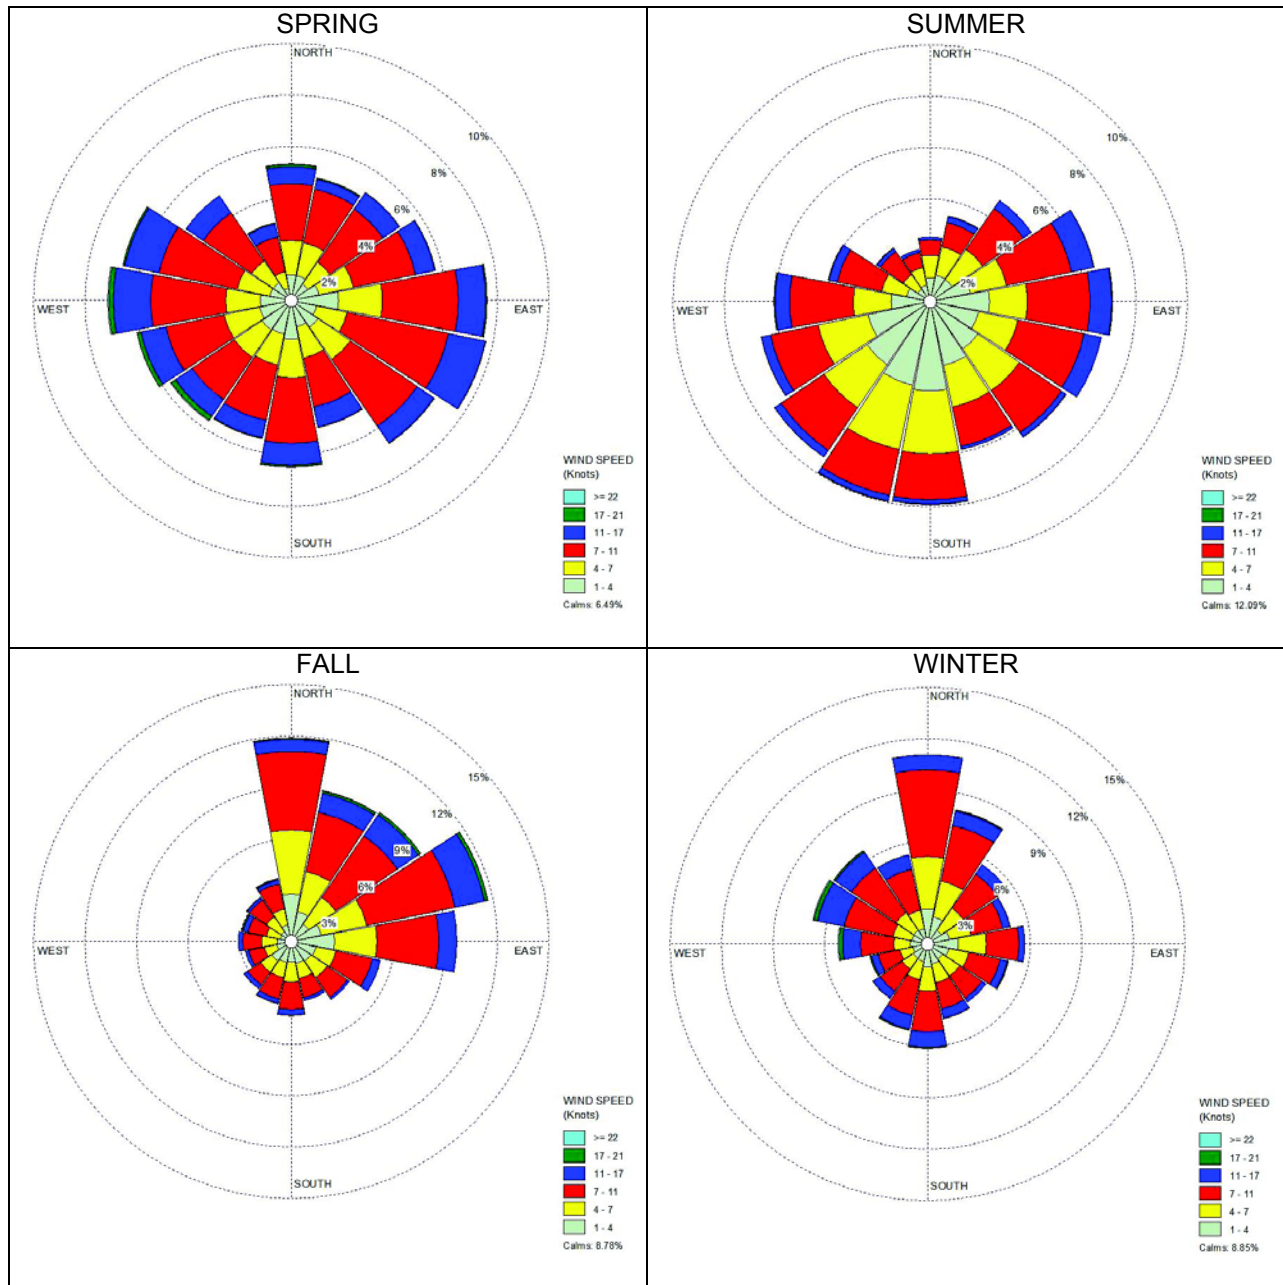 SPRING
NORTH
10%
8%
6%
4%
2%
WEST
EAST
SOUTH
WIND SPEED
(Knots)
>= 22
17 - 21
11 - 17
7 - 11
4 - 7
1 - 4
Calms: 6.49%
SUMMER
NORTH
10%
8%
6%
4%
2%
WEST
EAST
SOUTH
WIND SPEED
(Knots)
>= 22
17 - 21
11 - 17
7 - 11
4 - 7
1 - 4
Calms: 12.09%
FALL
NORTH
15%
12%
9%
6%
3%
WEST
EAST
SOUTH
WIND SPEED
(Knots)
>= 22
17 - 21
11 - 17
7 - 11
4 - 7
1 - 4
Calms: 8.78%
WINTER
NORTH
15%
12%
9%
6%
3%
WEST
EAST
SOUTH
WIND SPEED
(Knots)
>= 22
17 - 21
11 - 17
7 - 11
4 - 7
1 - 4
Calms: 8.85%